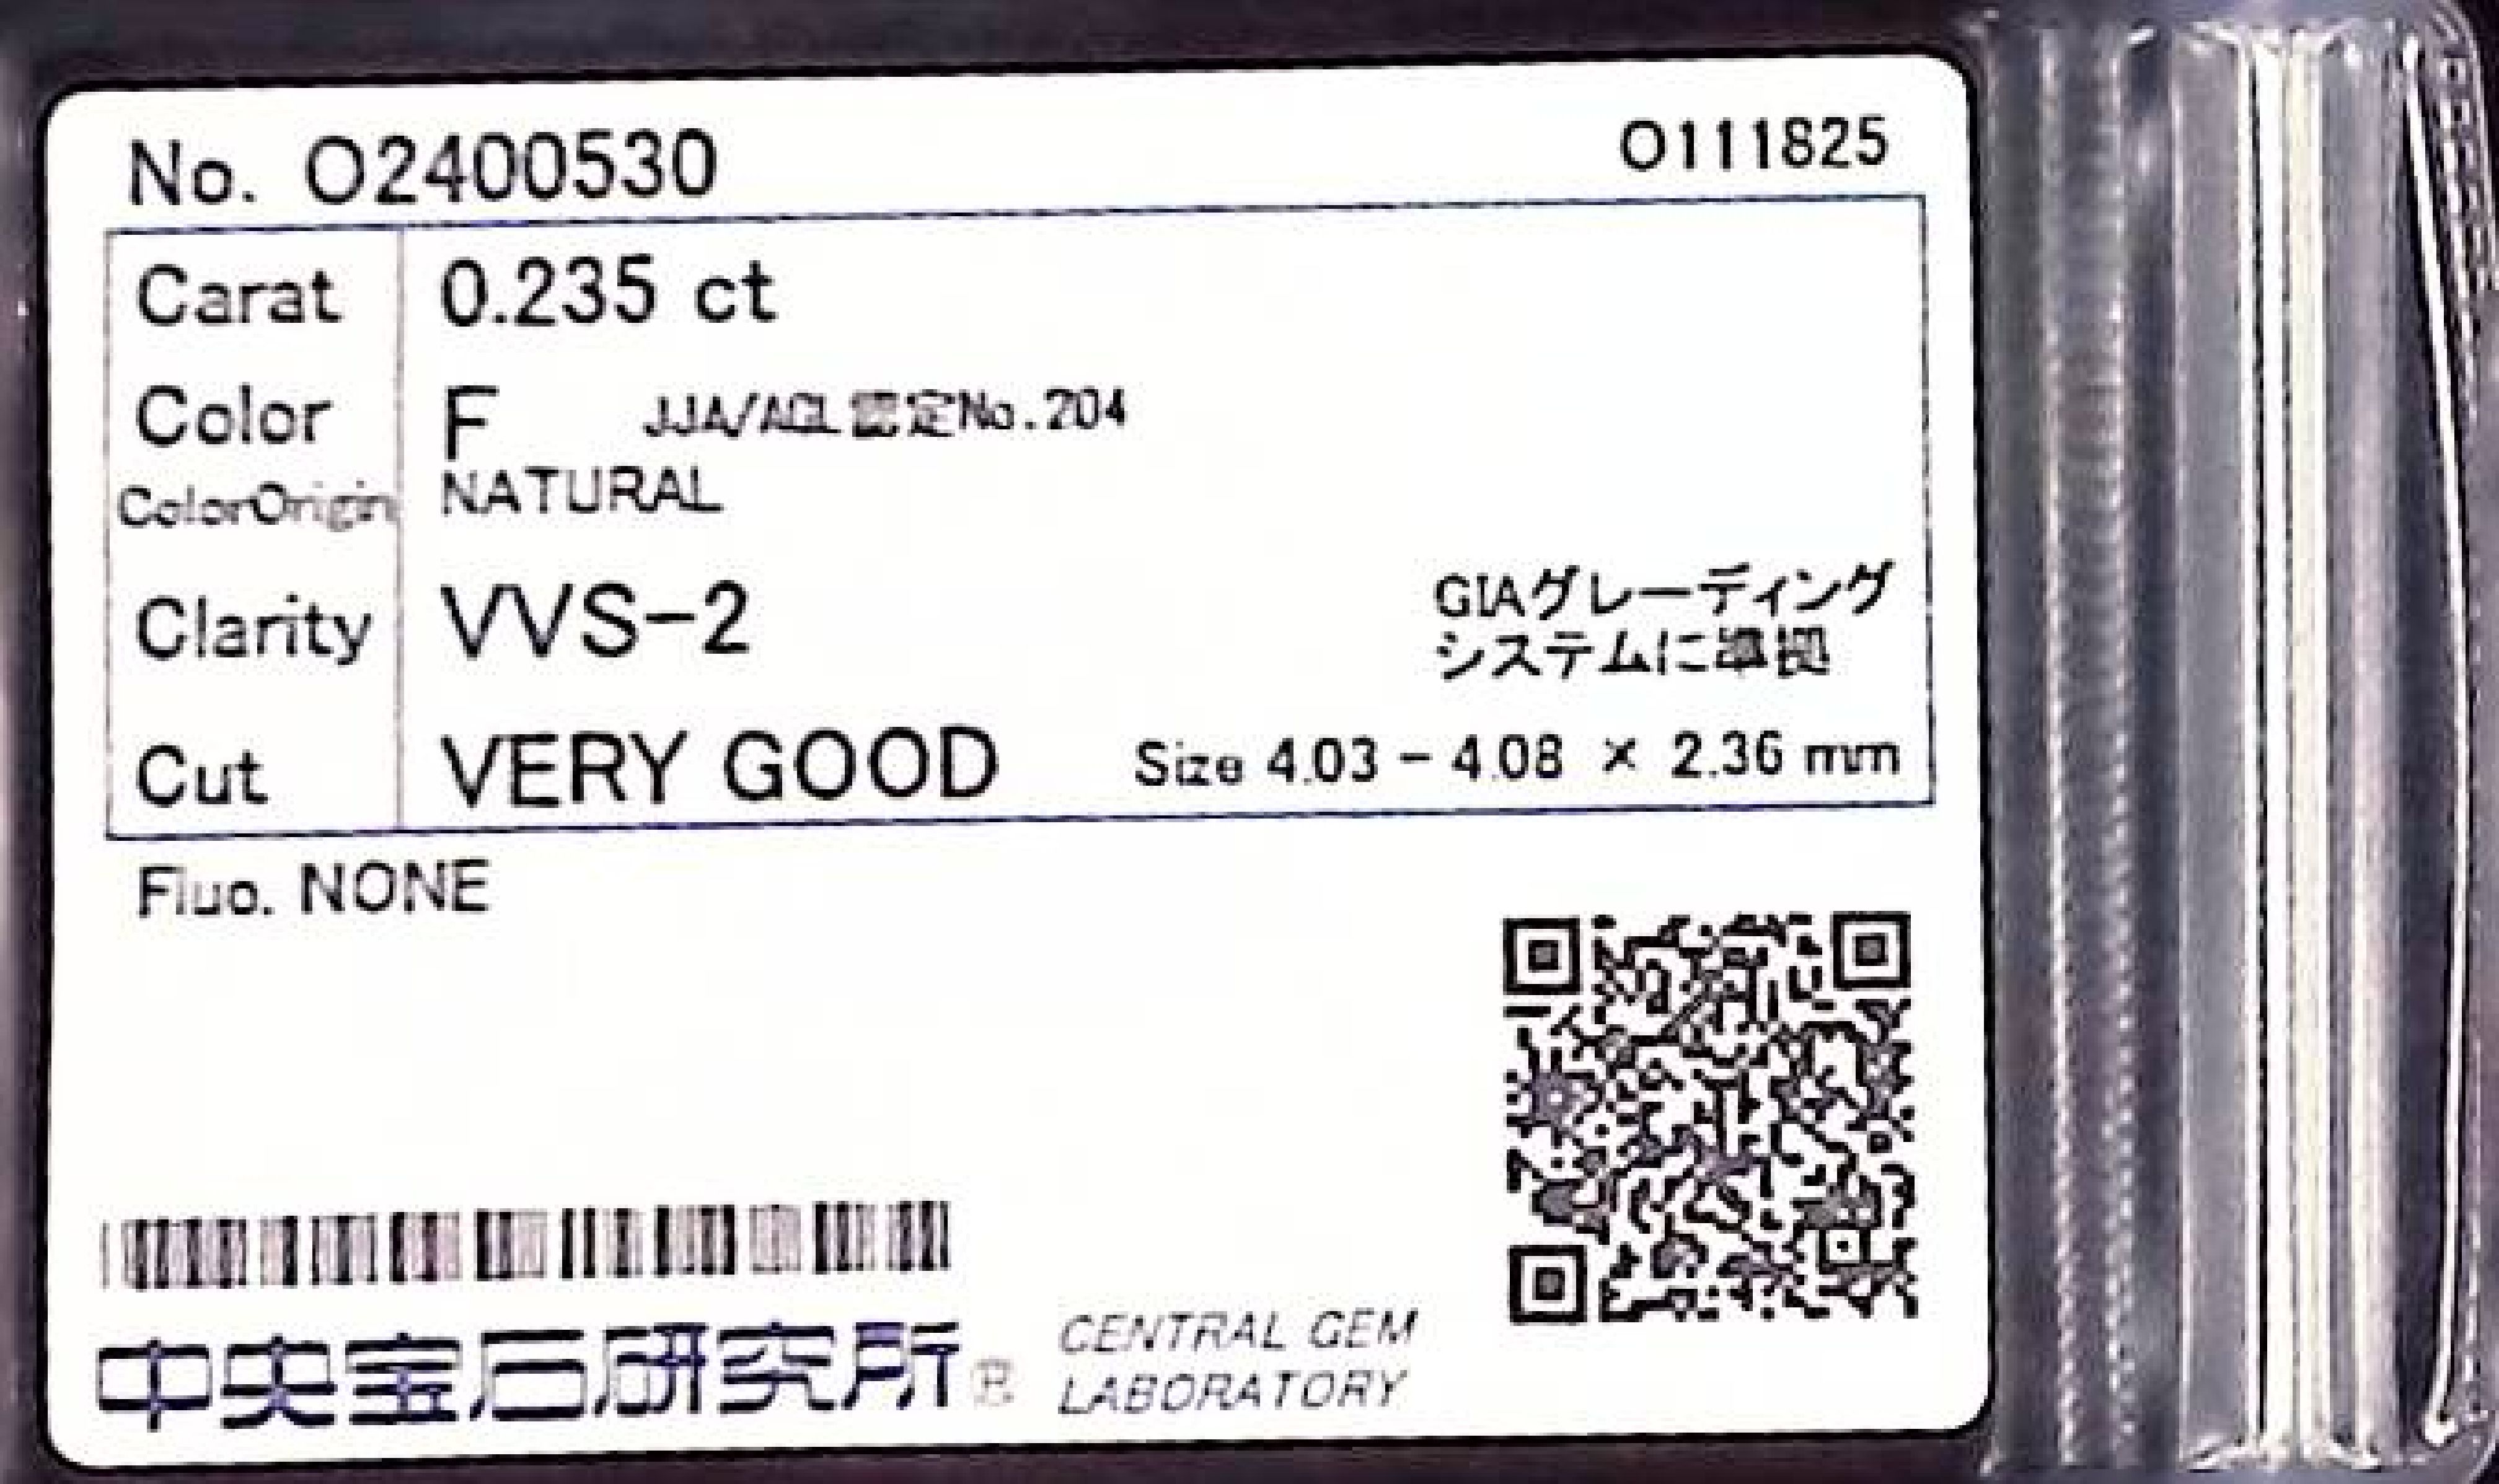 No. O2400530
O111825
Carat 0.235 ct
Color F JJA/AGL認定No.204
ColorOrigin NATURAL
Clarity VVS-2
GIAグレーディング
システムに準拠
Cut VERY GOOD Size 4.03 - 4.08 × 2.36 mm
Fluo. NONE
中央宝石研究所®
CENTRAL GEM
LABORATORY